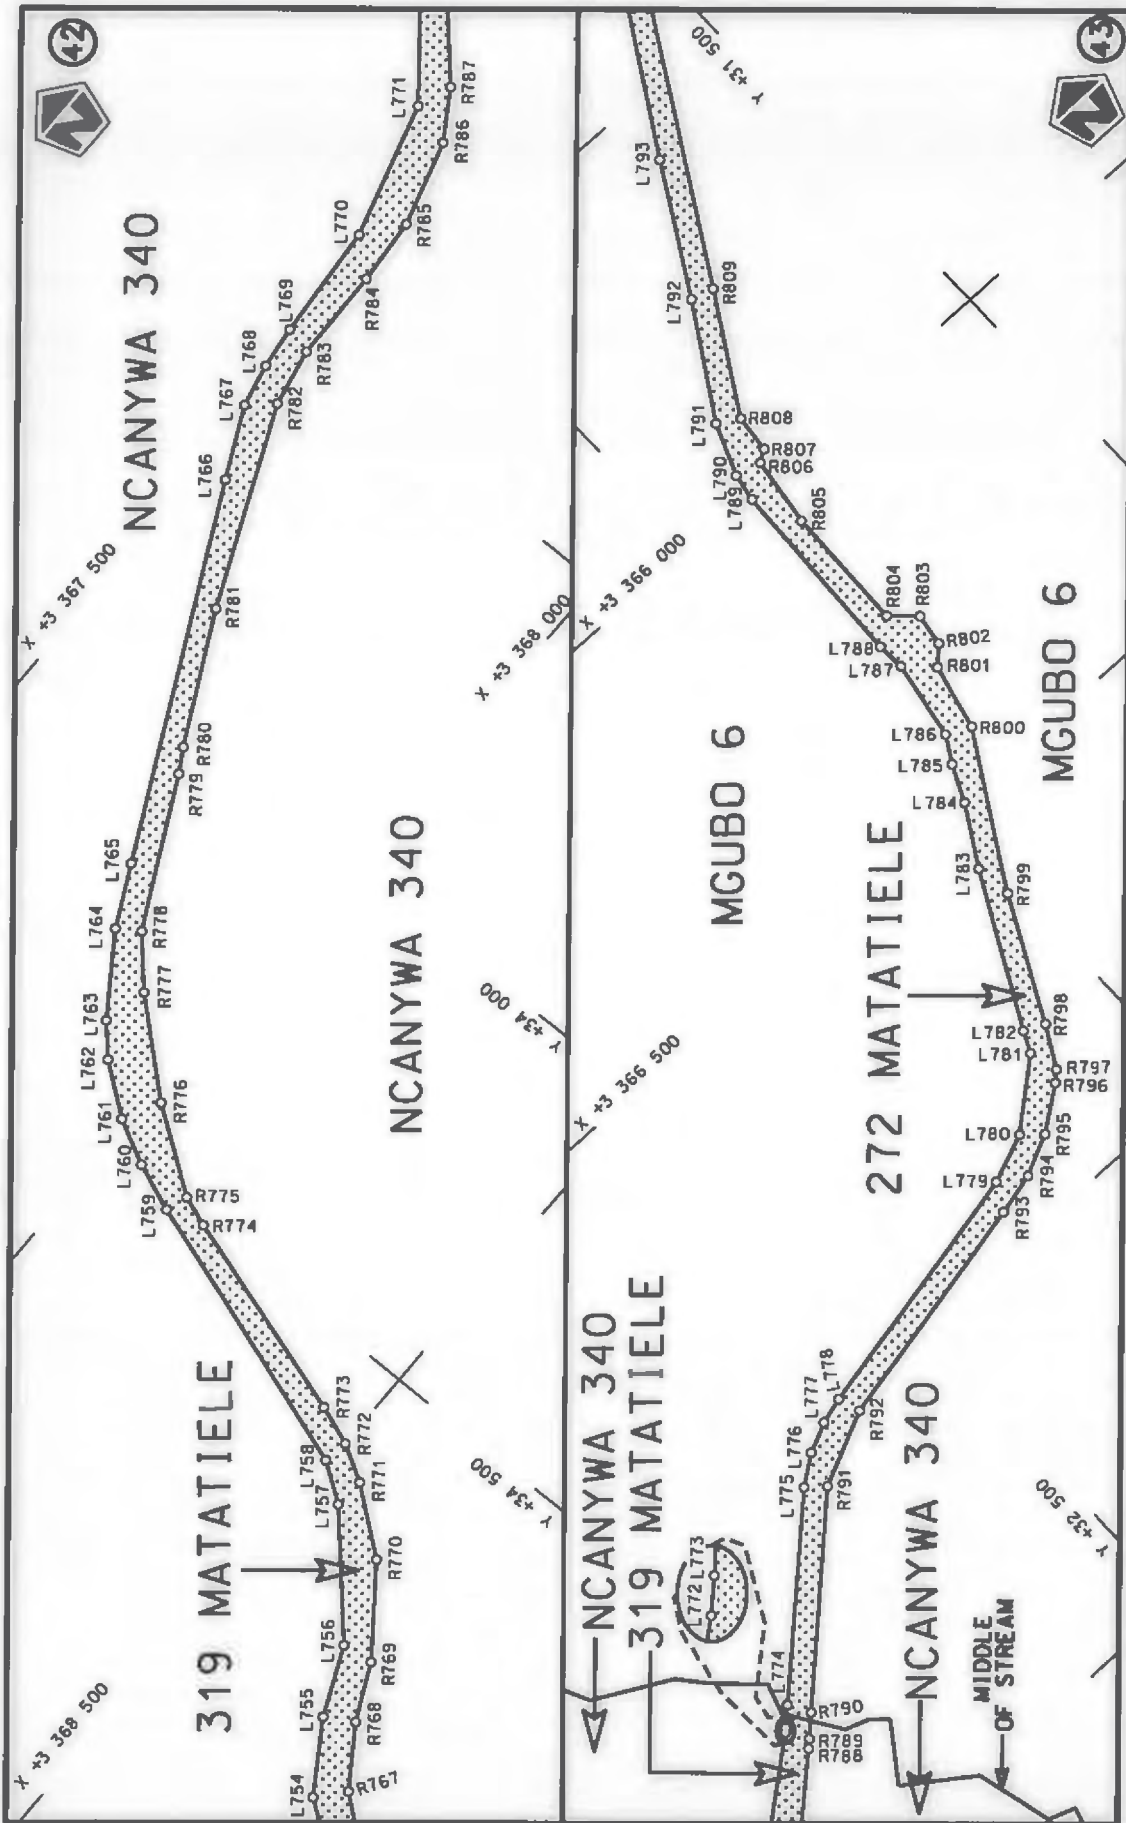 42
NCANYWA 340
X +3 367 500
X +3 368 000
NCANYWA 340
Y +34 000
319 MATATIELE
Y +34 500
X +3 368 500
L754
L755
L756
L757
L758
L759
L760
L761
L762
L763
L764
L765
L766
L767
L768
L769
L770
L771
R767
R768
R769
R770
R771
R772
R773
R774
R775
R776
R777
R778
R779
R780
R781
R782
R783
R784
R785
R786
R787
43
Y +31 500
X +3 366 000
MGUBO 6
MGUBO 6
272 MATATIELE
X +3 366 500
NCANYWA 340
319 MATATIELE
NCANYWA 340
Y +32 500
MIDDLE
OF STREAM
L772
L773
L774
L775
L776
L777
L778
L779
L780
L781
L782
L783
L784
L785
L786
L787
L788
L789
L790
L791
L792
L793
R788
R789
R790
R791
R792
R793
R794
R795
R796
R797
R798
R799
R800
R801
R802
R803
R804
R805
R806
R807
R808
R809